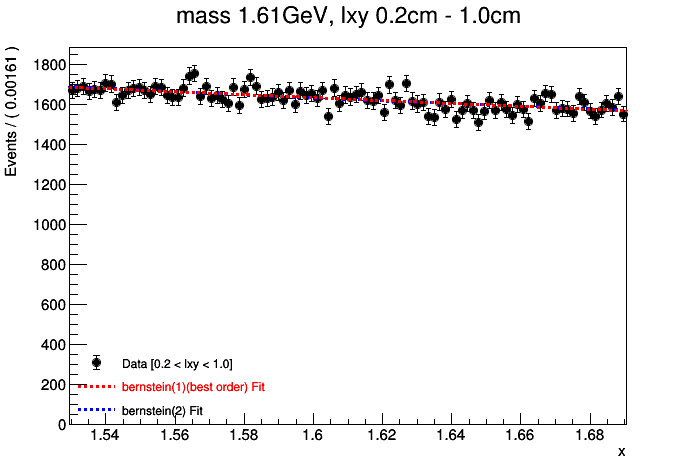 mass 1.61GeV, lxy 0.2cm - 1.0cm
Events / ( 0.00161 )
1800
1600
1400
1200
1000
800
600
400
200
0
Data [0.2 < lxy < 1.0]
bernstein(1)(best order) Fit
bernstein(2) Fit
1.54 1.56 1.58 1.6 1.62 1.64 1.66 1.68
x